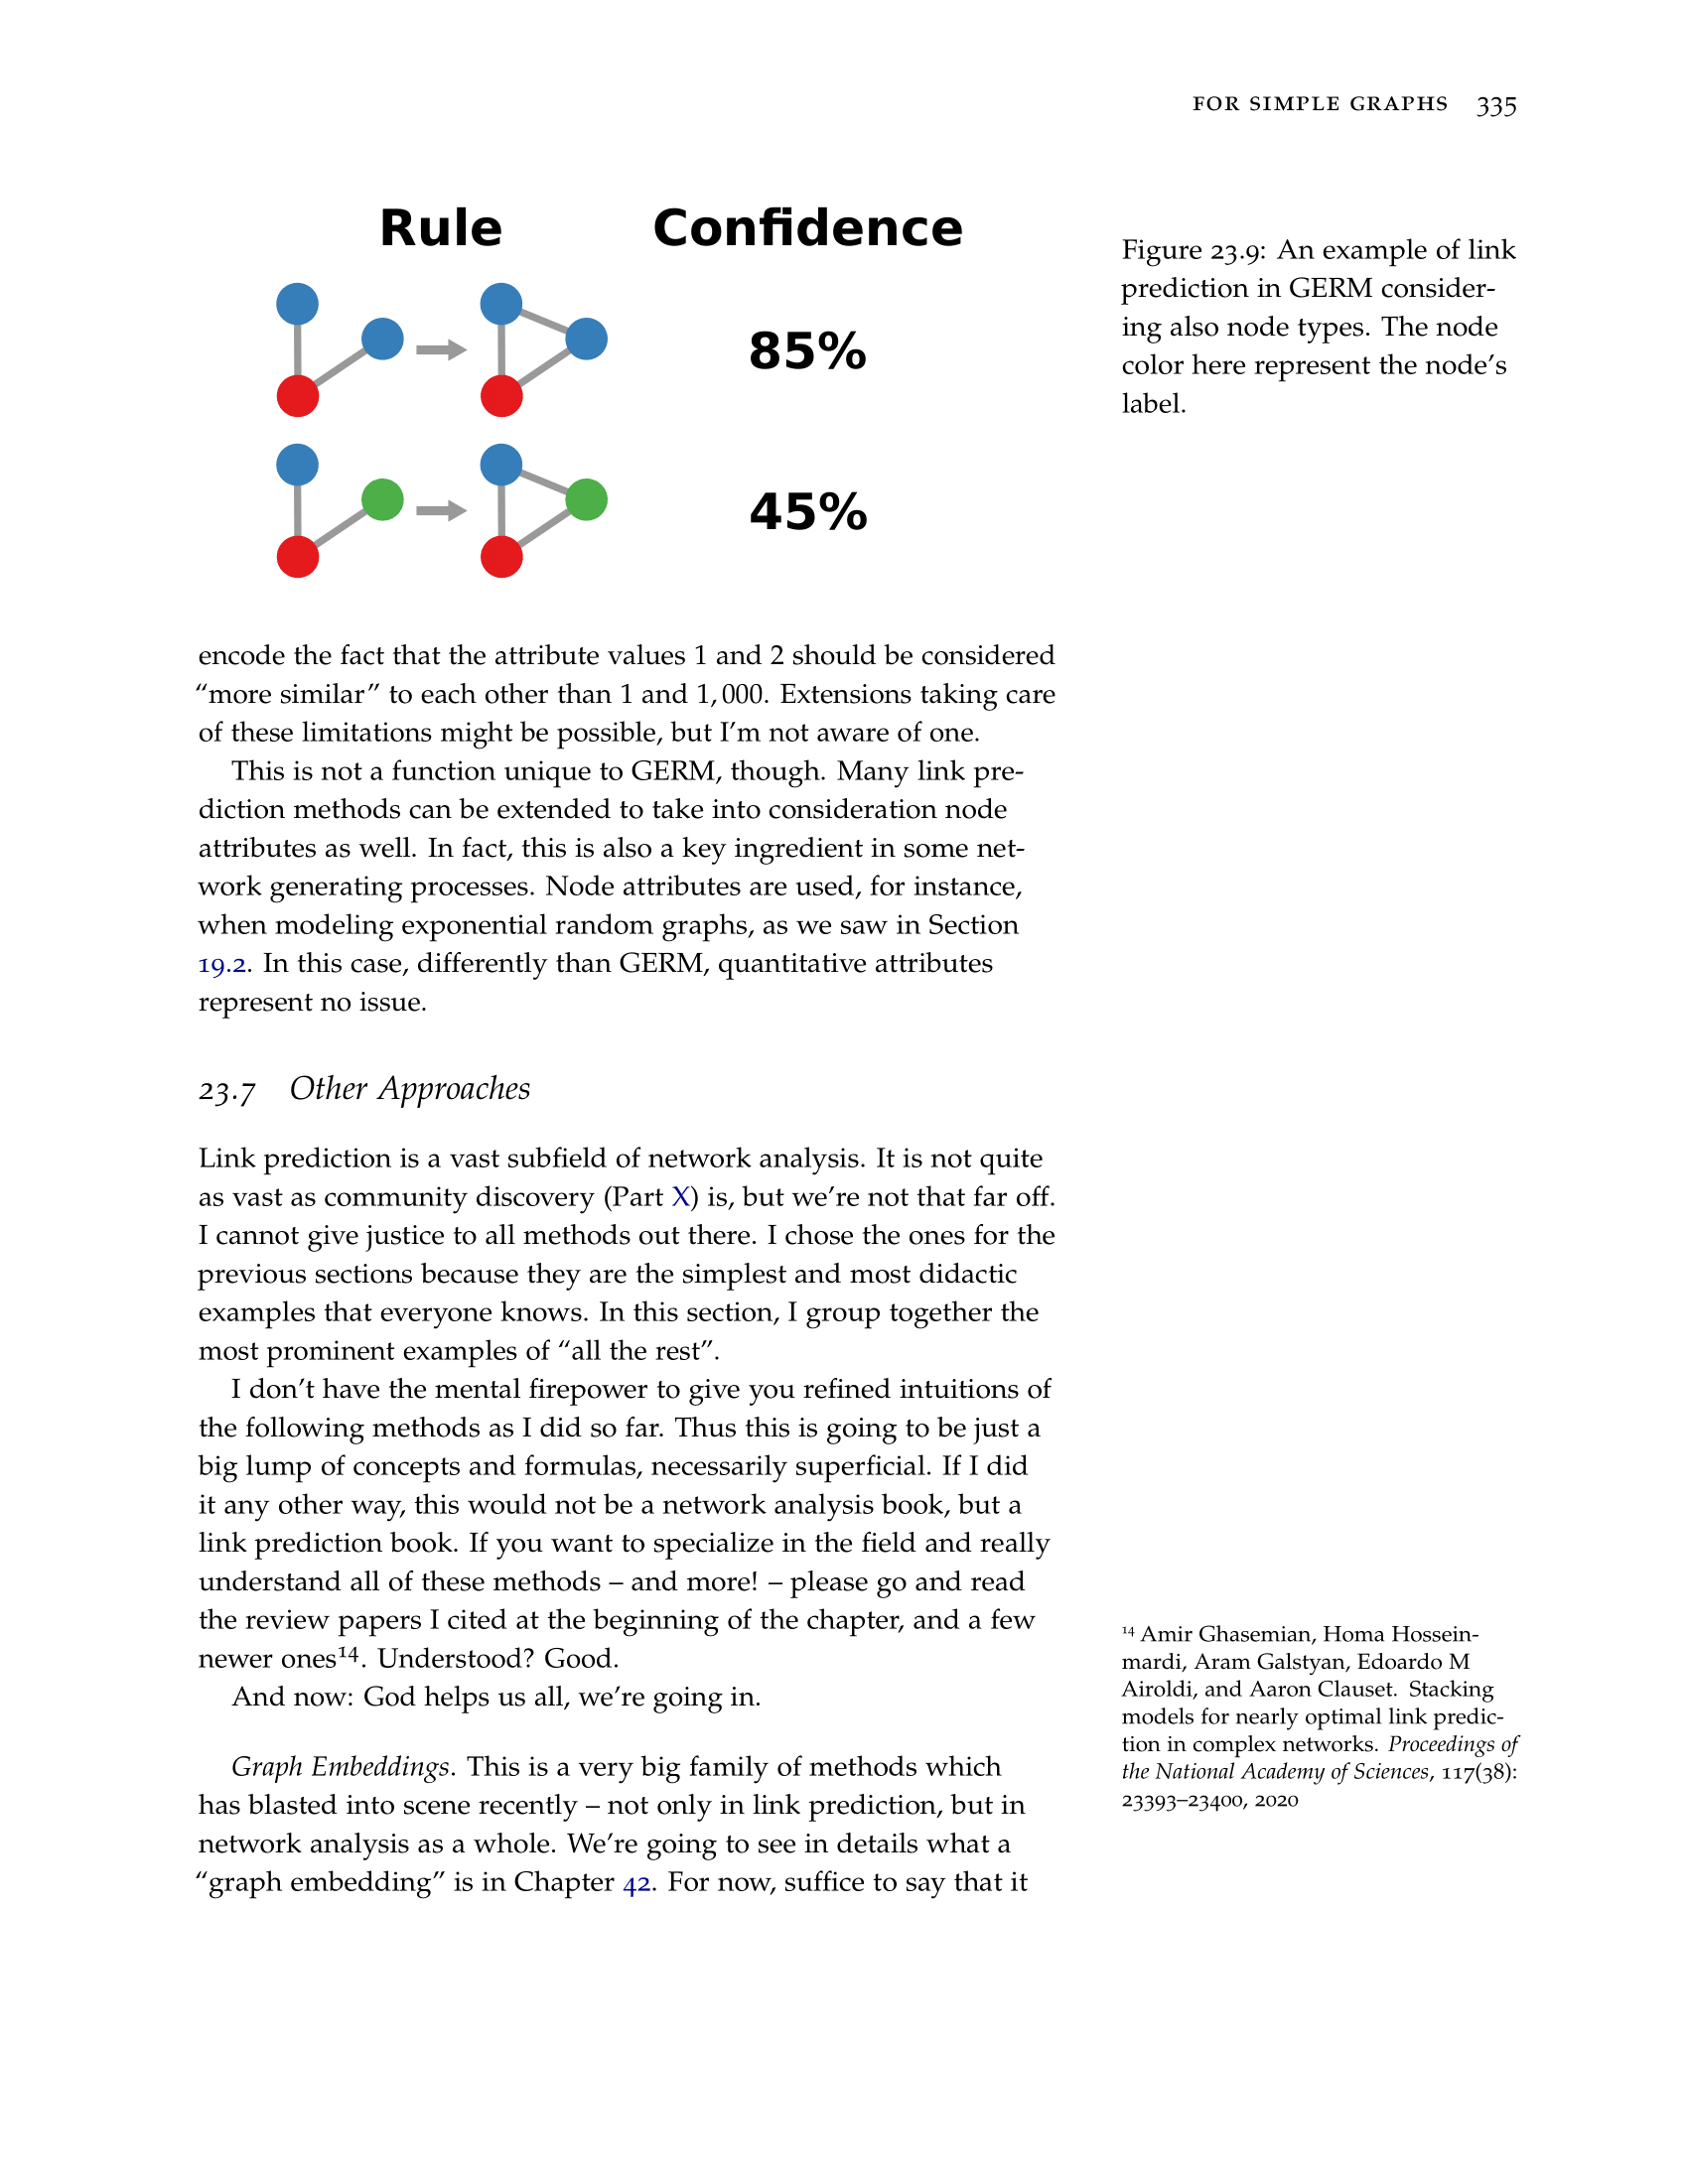 FOR SIMPLE GRAPHS 335
Rule Confidence
85%
45%
Figure 23.9: An example of link
prediction in GERM consider-
ing also node types. The node
color here represent the node's
label.
encode the fact that the attribute values 1 and 2 should be considered
“more similar” to each other than 1 and 1,000. Extensions taking care
of these limitations might be possible, but I'm not aware of one.
This is not a function unique to GERM, though. Many link pre-
diction methods can be extended to take into consideration node
attributes as well. In fact, this is also a key ingredient in some net-
work generating processes. Node attributes are used, for instance,
when modeling exponential random graphs, as we saw in Section
19.2. In this case, differently than GERM, quantitative attributes
represent no issue.
23.7 Other Approaches
Link prediction is a vast subfield of network analysis. It is not quite
as vast as community discovery (Part X) is, but we're not that far off.
I cannot give justice to all methods out there. I chose the ones for the
previous sections because they are the simplest and most didactic
examples that everyone knows. In this section, I group together the
most prominent examples of “all the rest”.
I don't have the mental firepower to give you refined intuitions of
the following methods as I did so far. Thus this is going to be just a
big lump of concepts and formulas, necessarily superficial. If I did
it any other way, this would not be a network analysis book, but a
link prediction book. If you want to specialize in the field and really
understand all of these methods – and more! – please go and read
the review papers I cited at the beginning of the chapter, and a few
newer ones¹⁴. Understood? Good.
And now: God helps us all, we're going in.
Graph Embeddings. This is a very big family of methods which
has blasted into scene recently – not only in link prediction, but in
network analysis as a whole. We're going to see in details what a
“graph embedding” is in Chapter 42. For now, suffice to say that it
¹⁴ Amir Ghasemian, Homa Hossein-
mardi, Aram Galstyan, Edoardo M
Airoldi, and Aaron Clauset. Stacking
models for nearly optimal link predic-
tion in complex networks. Proceedings of
the National Academy of Sciences, 117(38):
23393–23400, 2020